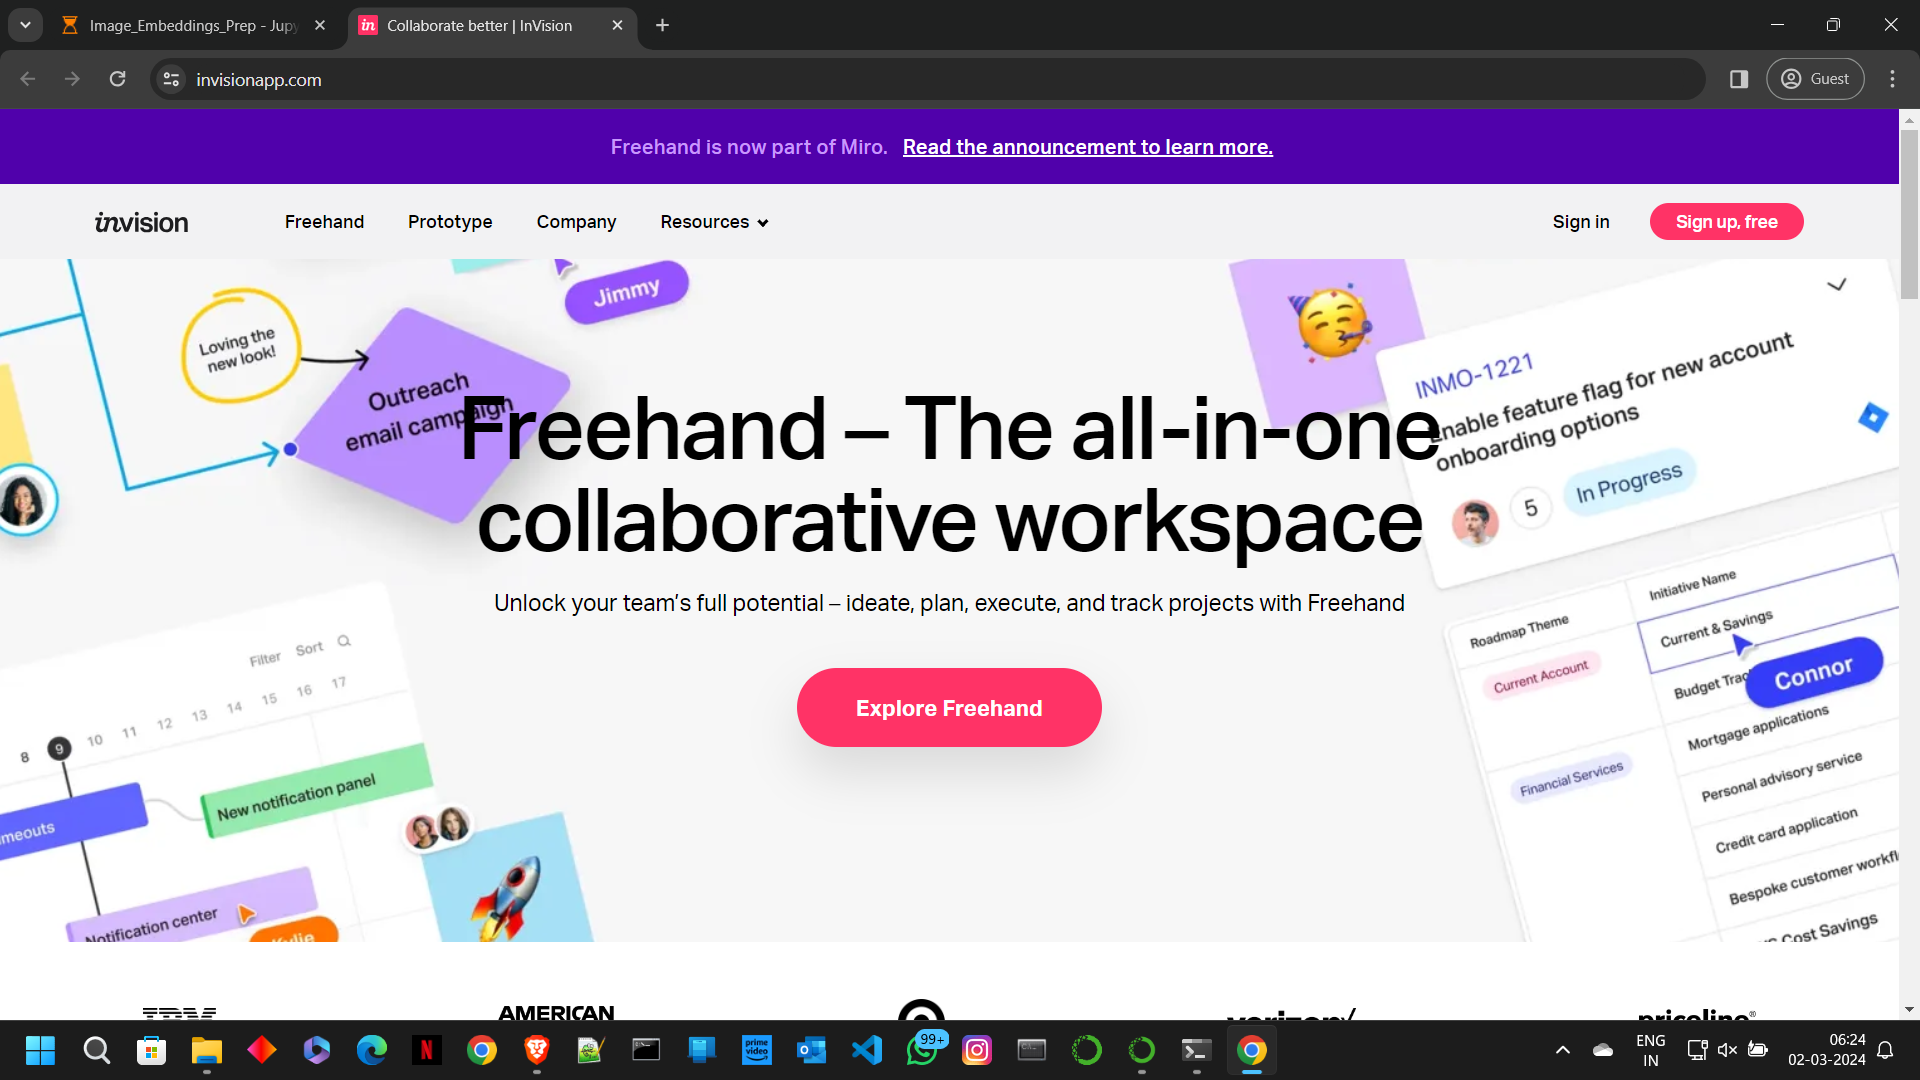 Image_Embeddings_Prep - Jupy
Collaborate better | InVision
invisionapp.com
Guest
Freehand is now part of Miro. Read the announcement to learn more.
invision
Freehand
Prototype
Company
Resources
Sign in
Sign up, free
Loving the
new look!
Outreach
email campaign
Jimmy
INMO-1221
Enable feature flag for new account
onboarding options
5
In Progress
Freehand – The all-in-one
collaborative workspace
Unlock your team's full potential – ideate, plan, execute, and track projects with Freehand
Explore Freehand
Filter Sort
8 9 10 11 12 13 14 15 16 17
New notification panel
meouts
Notification center
Kylie
Roadmap Theme
Initiative Name
Current Account
Current & Savings
Connor
Budget Trac
Mortgage applications
Financial Services
Personal advisory service
Credit card application
Bespoke customer workfl
Cost Savings
IBM
AMERICAN
verizon
priceline®
99+
prime
video
ENG
IN
06:24
02-03-2024